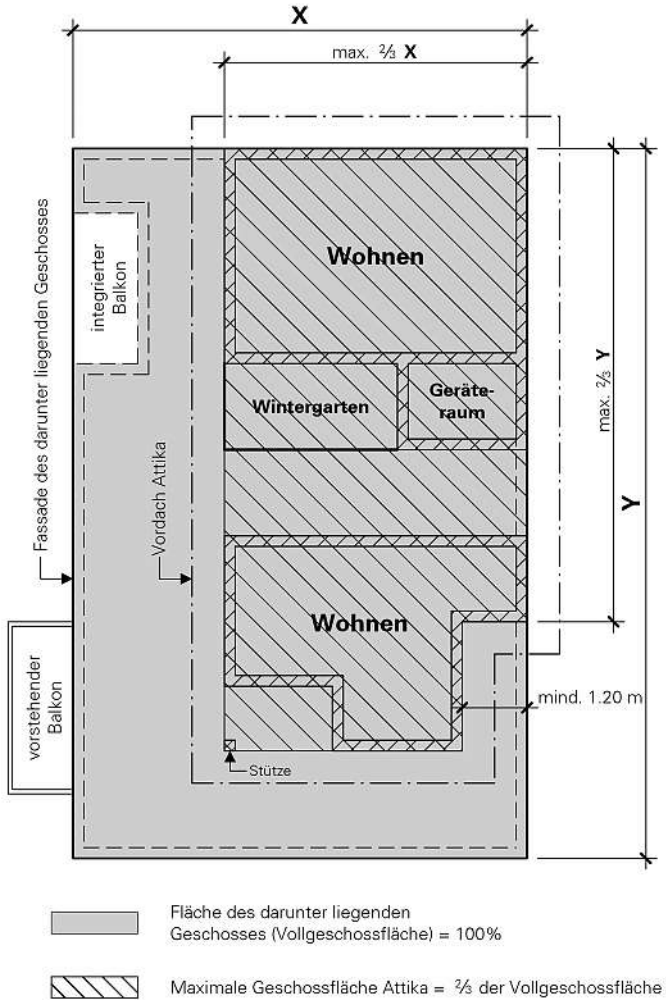 X
max. ⅔ X
Wohnen
integrierter
Balkon
Fassade des darunter liegenden Geschosses
Wintergarten
Geräte-
raum
max. ⅔ Y
Y
Vordach Attika
Wohnen
vorstehender
Balkon
mind. 1.20 m
Stütze
Fläche des darunter liegenden
Geschosses (Vollgeschossfläche) = 100%
Maximale Geschossfläche Attika = ⅔ der Vollgeschossfläche